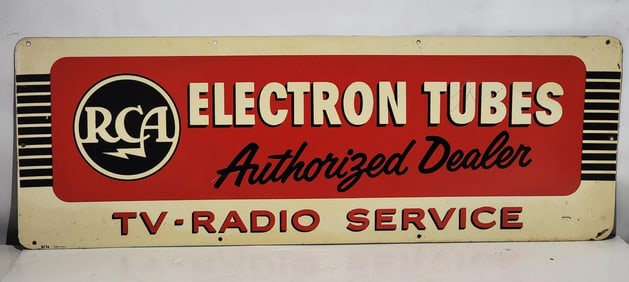 RCA
ELECTRON TUBES
Authorized Dealer
TV-RADIO SERVICE